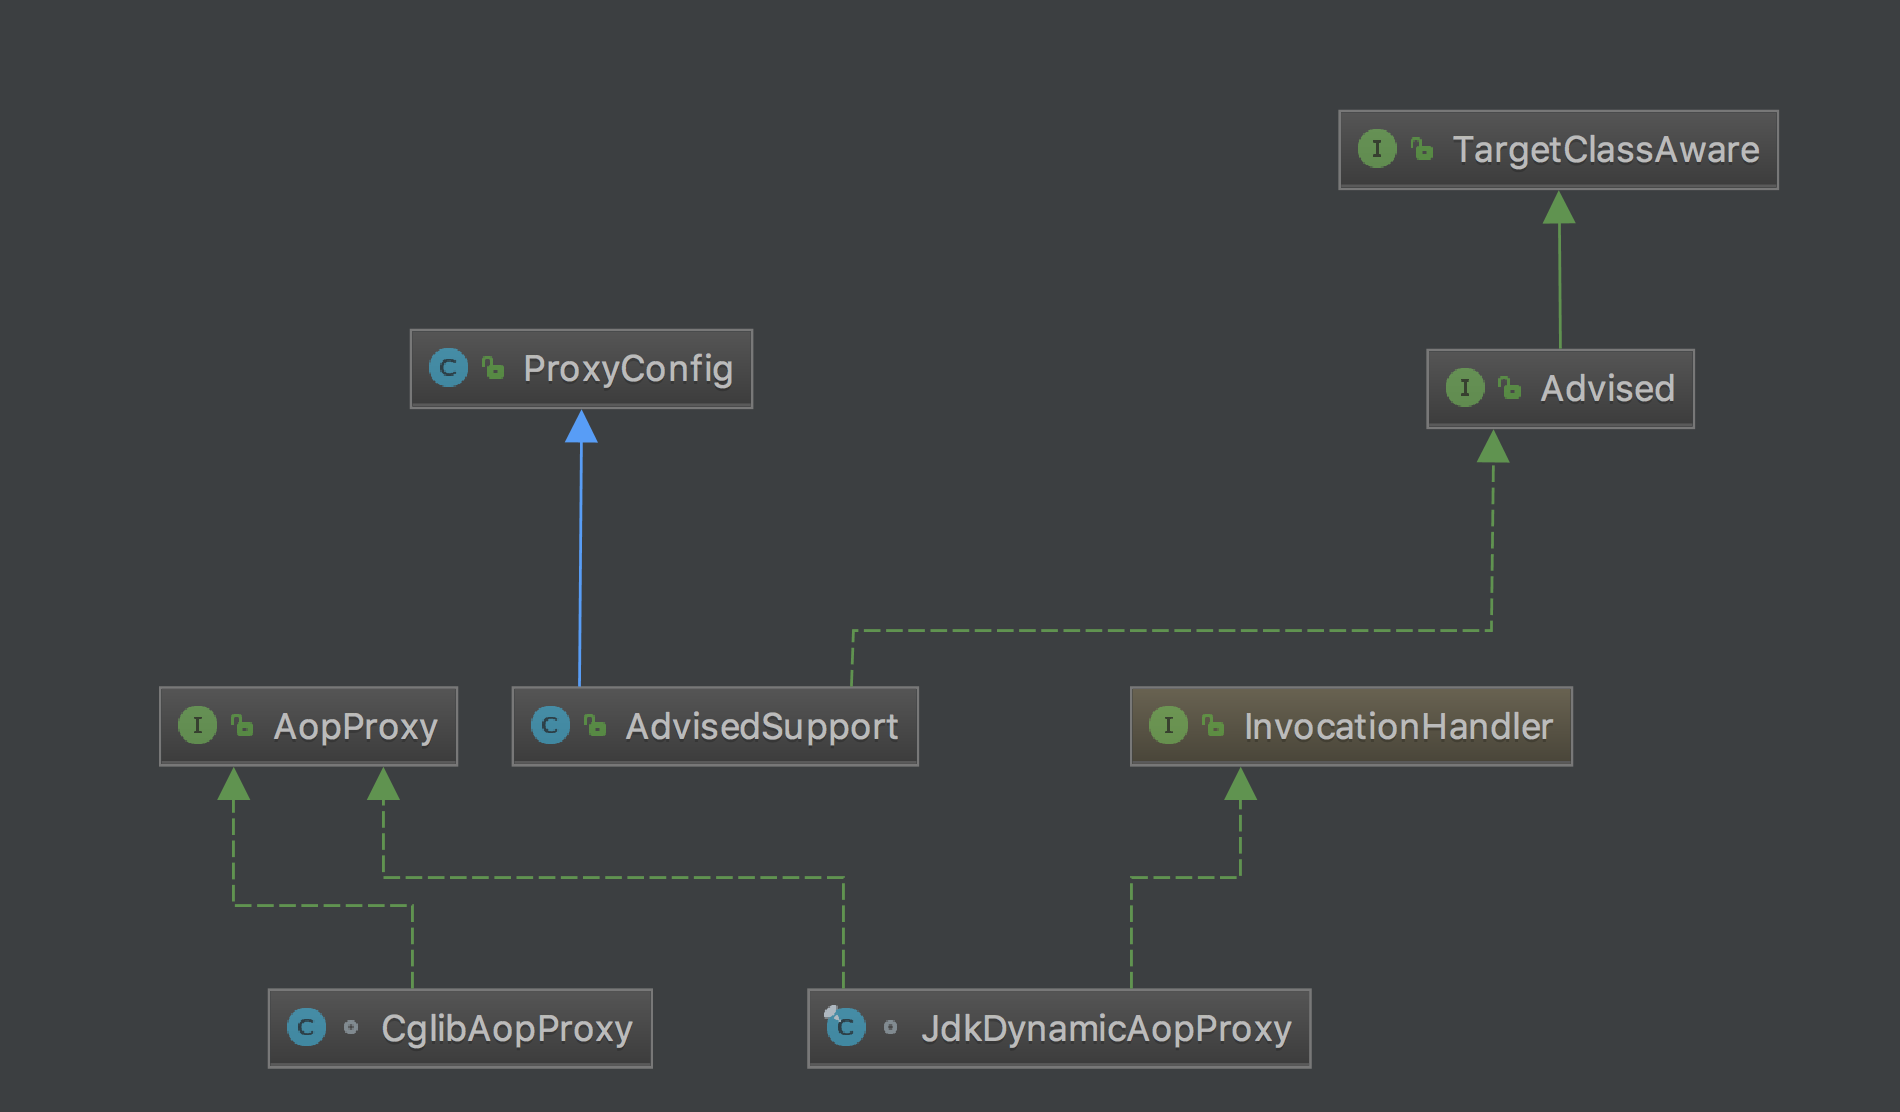 I TargetClassAware
C ProxyConfig
I Advised
I AopProxy
C AdvisedSupport
I InvocationHandler
C CglibAopProxy
C JdkDynamicAopProxy